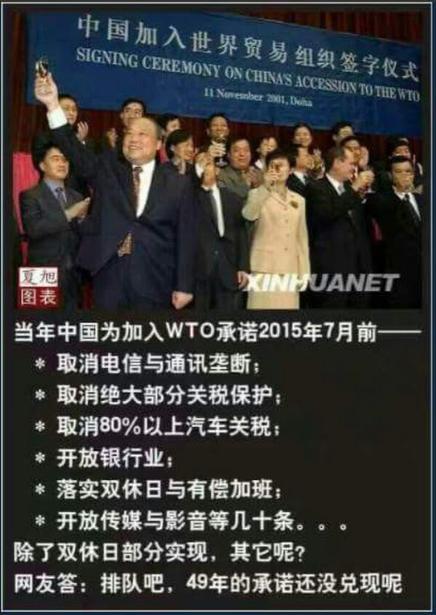 中国加入世界贸易组织签字仪式
SIGNING CEREMONY ON CHINA'S ACCESSION TO THE WTO
11 November 2001, Doha
夏旭
图表
XINHUANET
当年中国为加入WTO承诺2015年7月前——
* 取消电信与通讯垄断；
* 取消绝大部分关税保护；
* 取消80%以上汽车关税；
* 开放银行业；
* 落实双休日与有偿加班；
* 开放传媒与影音等几十条。。。
除了双休日部分实现，其它呢？
网友答：排队吧，49年的承诺还没兑现呢